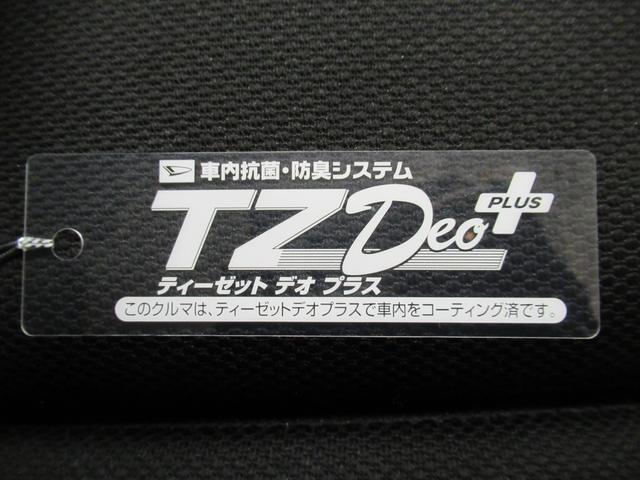 車内抗菌・防臭システム
TZ Deo PLUS
ティーゼット デオ プラス
このクルマは、ティーゼットデオプラスで車内をコーティング済です。